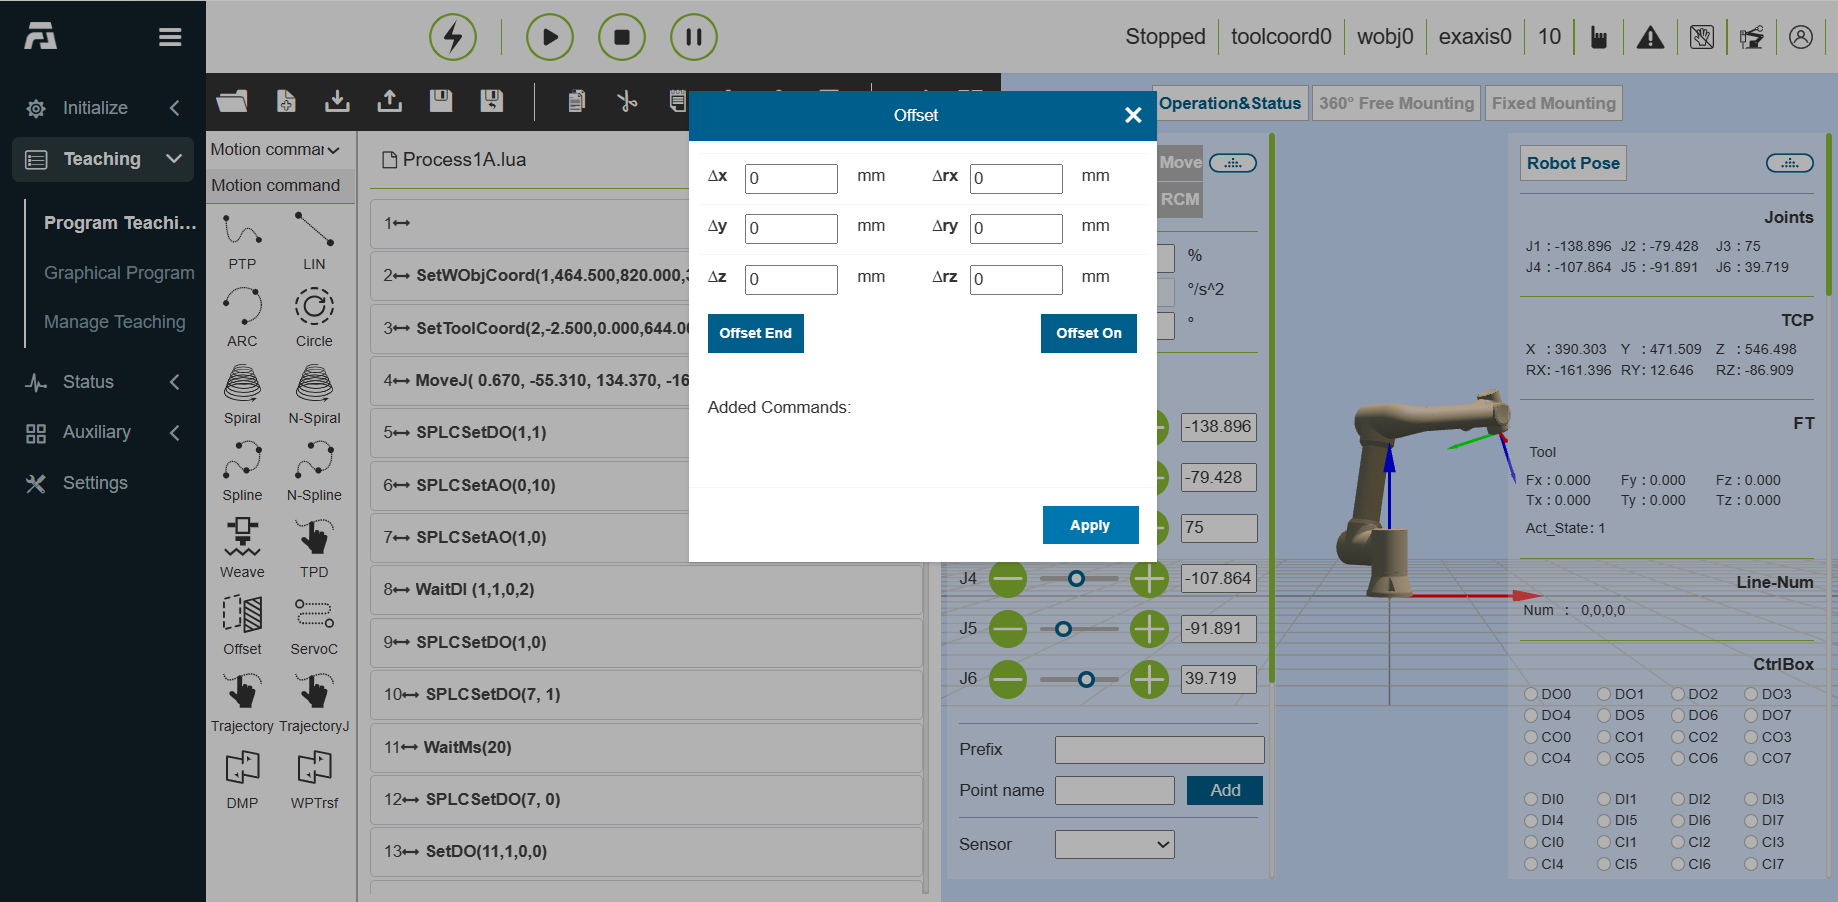 Stopped toolcoord0 wobj0 exaxis0 10
Initialize
Teaching
Program Teachi...
Graphical Program
Manage Teaching
Status
Auxiliary
Settings
Motion command
Motion command
PTP LIN
ARC Circle
Spiral N-Spiral
Spline N-Spline
Weave TPD
Offset ServoC
Trajectory TrajectoryJ
DMP WPTrsf
Process1A.lua
1
2 SetWObjCoord(1,464.500,820.000,
3 SetToolCoord(2,-2.500,0.000,644.0
4 MoveJ( 0.670, -55.310, 134.370, -16
5 SPLCSetDO(1,1)
6 SPLCSetAO(0,10)
7 SPLCSetAO(1,0)
8 WaitDI (1,1,0,2)
9 SPLCSetDO(1,0)
10 SPLCSetDO(7, 1)
11 WaitMs(20)
12 SPLCSetDO(7, 0)
13 SetDO(11,1,0,0)
Offset
Δx 0 mm Δrx 0 mm
Δy 0 mm Δry 0 mm
Δz 0 mm Δrz 0 mm
Offset End Offset On
Added Commands:
Apply
Operation&Status 360° Free Mounting Fixed Mounting
Move
RCM
%
°/s^2
°
-138.896
-79.428
75
J4 -107.864
J5 -91.891
J6 39.719
Prefix
Point name Add
Sensor
Robot Pose
Joints
J1 : -138.896 J2 : -79.428 J3 : 75
J4 : -107.864 J5 : -91.891 J6 : 39.719
TCP
X : 390.303 Y : 471.509 Z : 546.498
RX: -161.396 RY: 12.646 RZ: -86.909
FT
Tool
Fx : 0.000 Fy : 0.000 Fz : 0.000
Tx : 0.000 Ty : 0.000 Tz : 0.000
Act_State: 1
Line-Num
Num : 0,0,0,0
CtrlBox
DO0 DO1 DO2 DO3
DO4 DO5 DO6 DO7
CO0 CO1 CO2 CO3
CO4 CO5 CO6 CO7
DI0 DI1 DI2 DI3
DI4 DI5 DI6 DI7
CI0 CI1 CI2 CI3
CI4 CI5 CI6 CI7